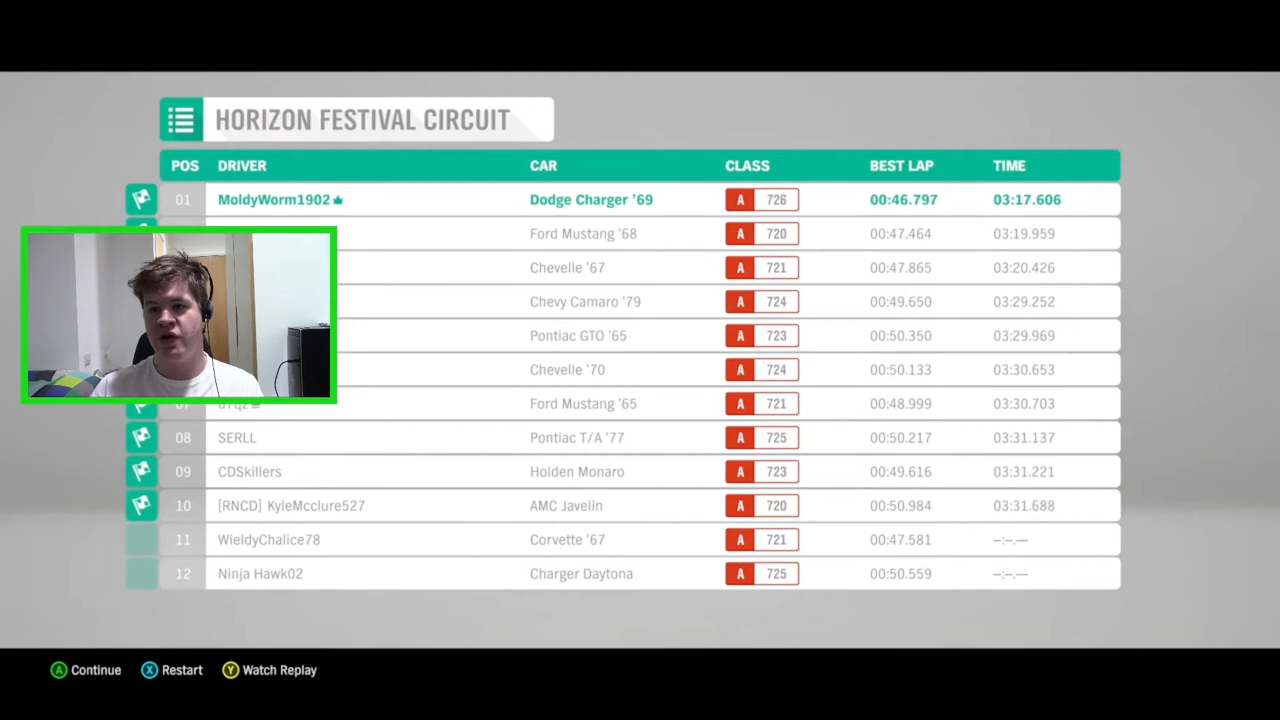 HORIZON FESTIVAL CIRCUIT
POS DRIVER CAR CLASS BEST LAP TIME
01 MoldyWorm1902 Dodge Charger '69 A 726 00:46.797 03:17.606
Ford Mustang '68 A 720 00:47.464 03:19.959
Chevelle '67 A 721 00:47.865 03:20.426
Chevy Camaro '79 A 724 00:49.650 03:29.252
Pontiac GTO '65 A 723 00:50.350 03:29.969
Chevelle '70 A 724 00:50.133 03:30.653
Ford Mustang '65 A 721 00:48.999 03:30.703
08 SERLL Pontiac T/A '77 A 725 00:50.217 03:31.137
09 CDSkillers Holden Monaro A 723 00:49.616 03:31.221
10 [RNCD] KyleMcclure527 AMC Javelin A 720 00:50.984 03:31.688
11 WieldyChalice78 Corvette '67 A 721 00:47.581 --:--.---
12 Ninja Hawk02 Charger Daytona A 725 00:50.559 --:--.---
A Continue X Restart Y Watch Replay